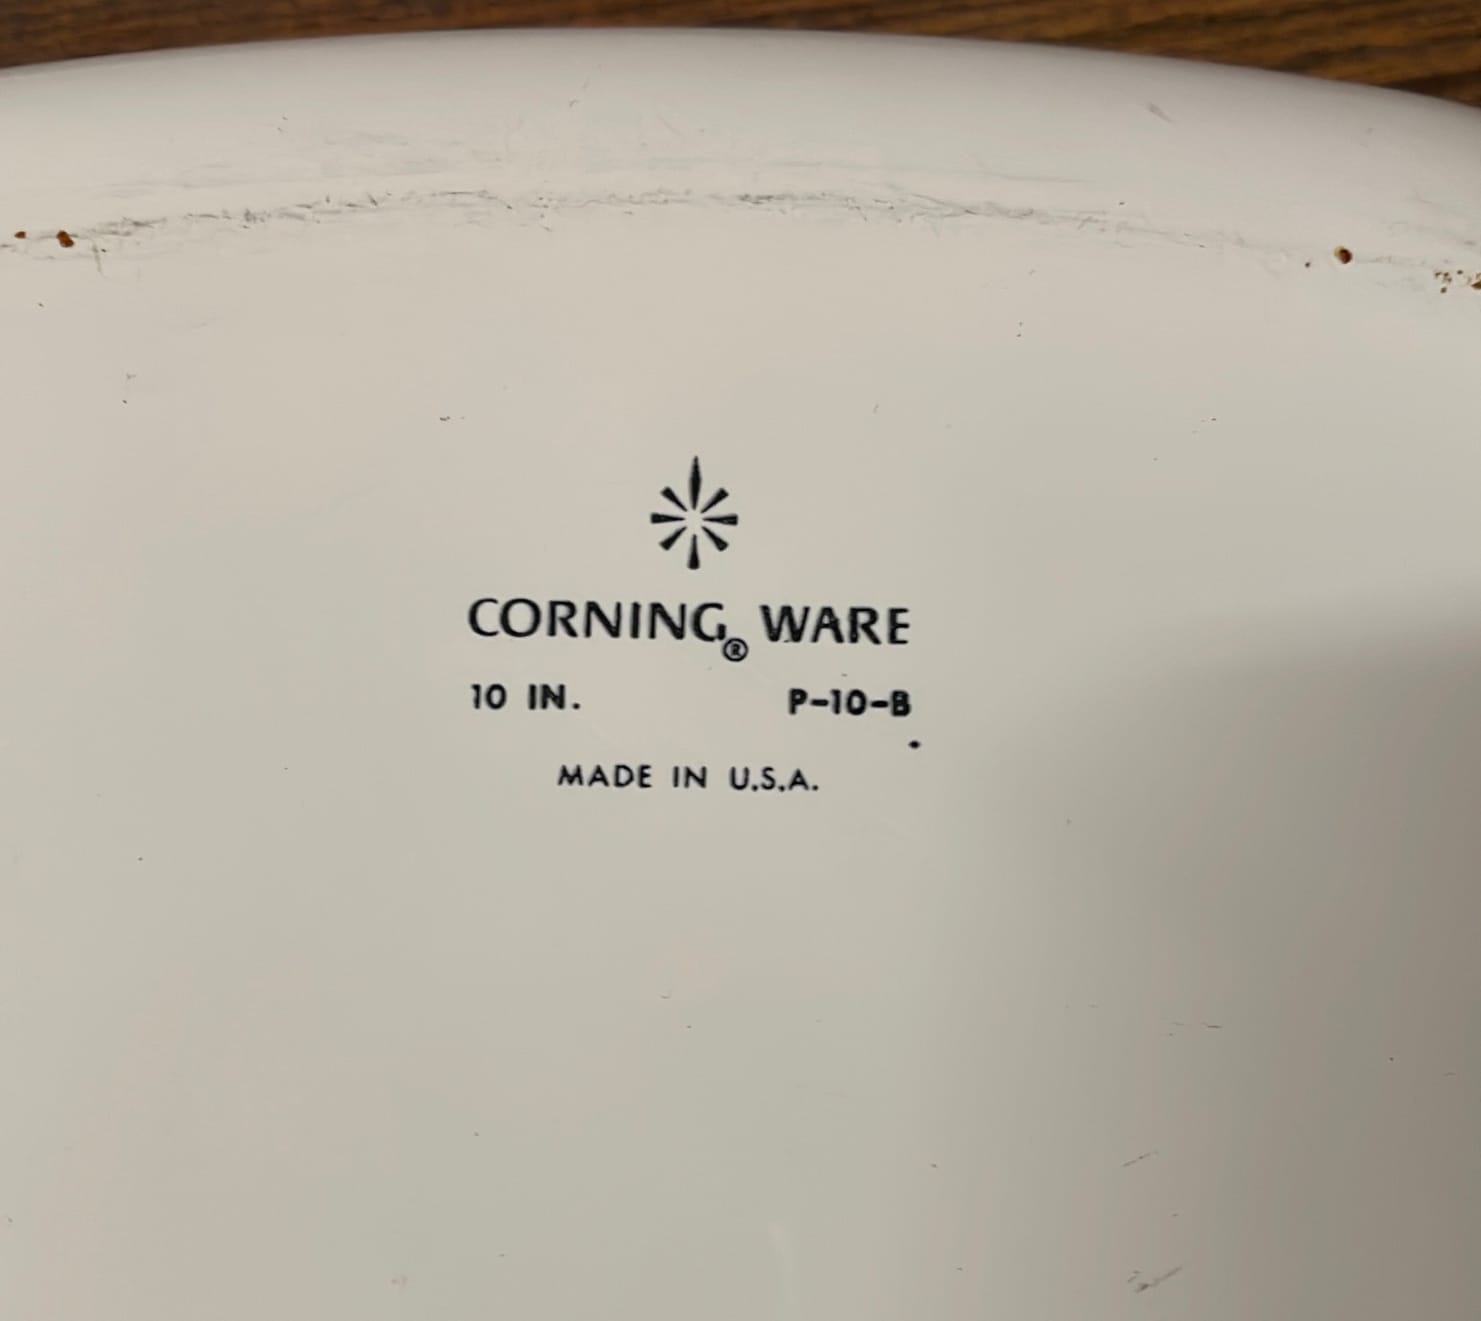 CORNING® WARE
10 IN. P-10-B
MADE IN U.S.A.